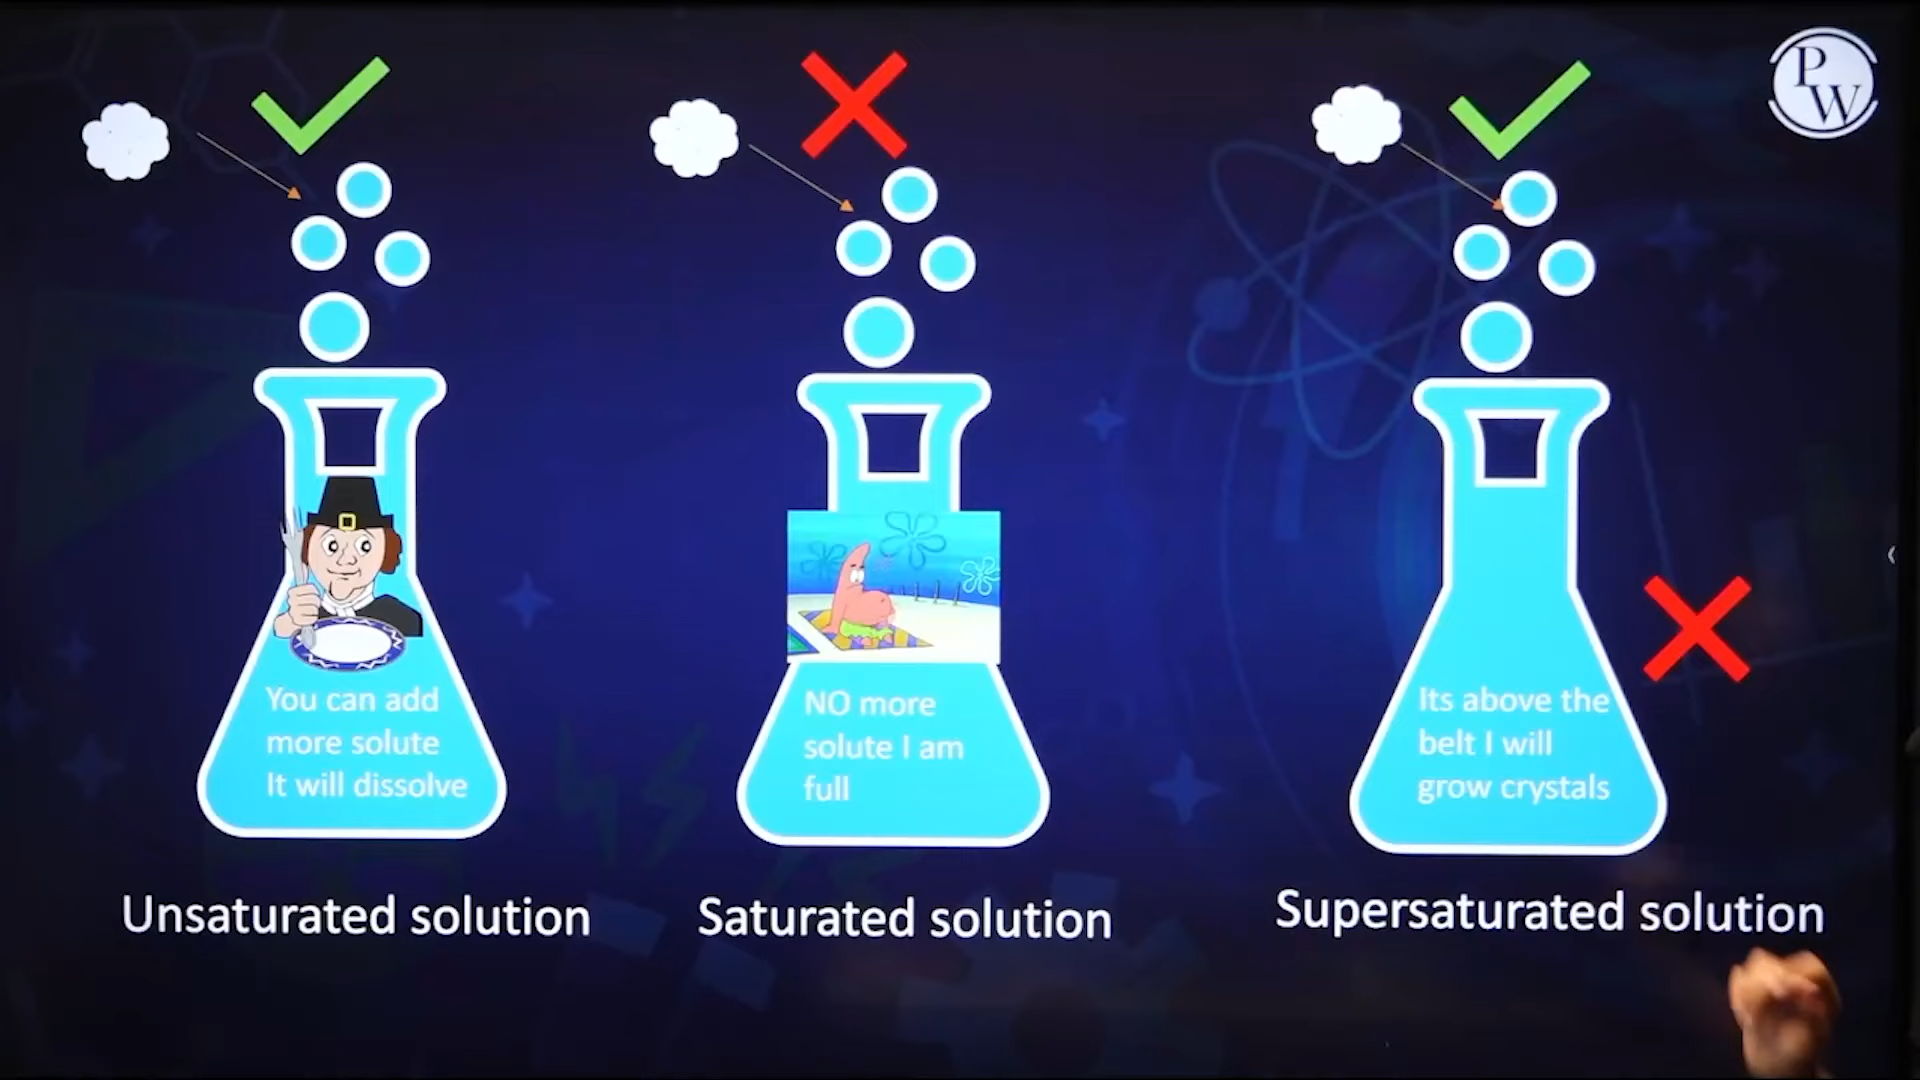 PW
You can add
more solute
It will dissolve
NO more
solute I am
full
Its above the
belt I will
grow crystals
Unsaturated solution
Saturated solution
Supersaturated solution